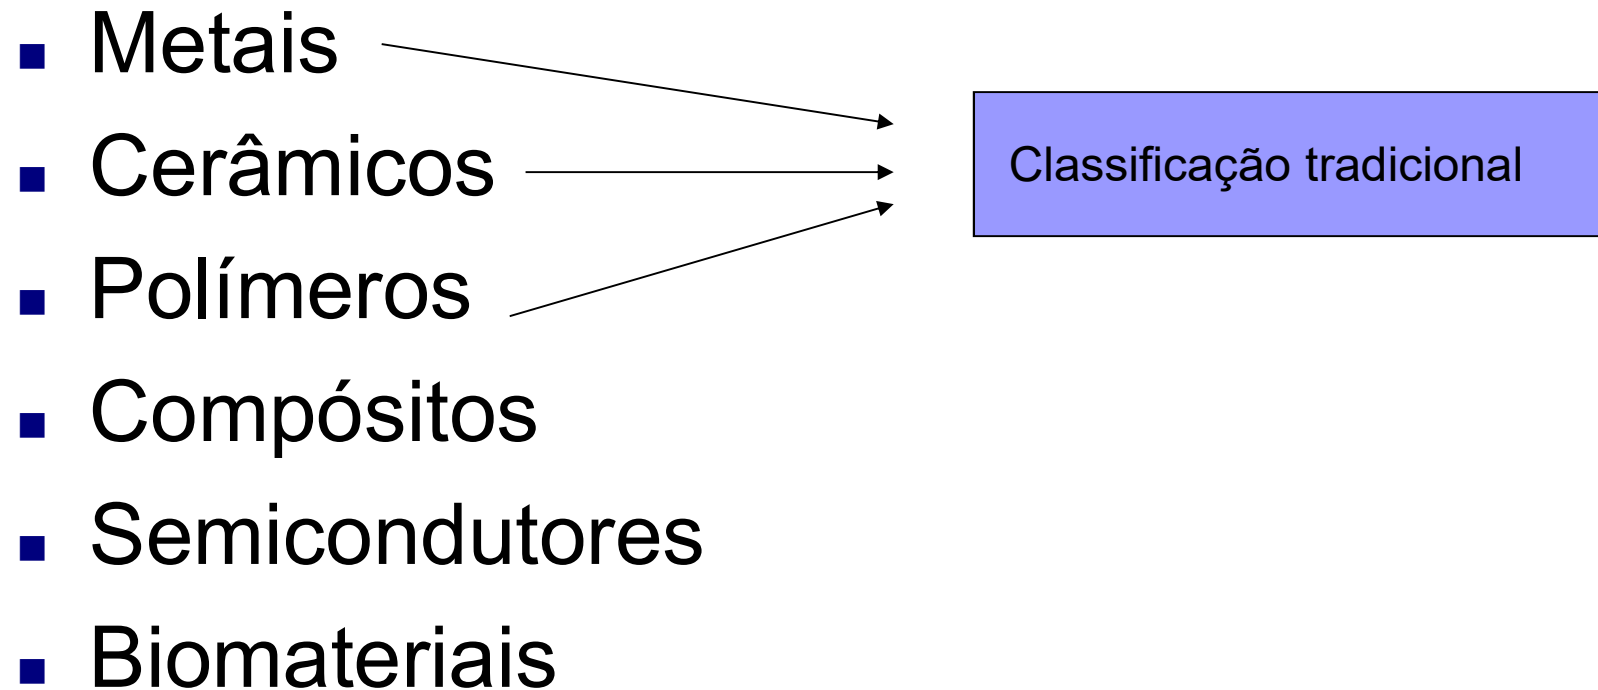 Metais
Cerâmicos
Classificação tradicional
Polímeros
Compósitos
Semicondutores
Biomateriais